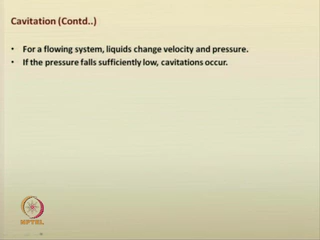 Cavitation (Contd..)
• For a flowing system, liquids change velocity and pressure.
• If the pressure falls sufficiently low, cavitations occur.
NPTEL